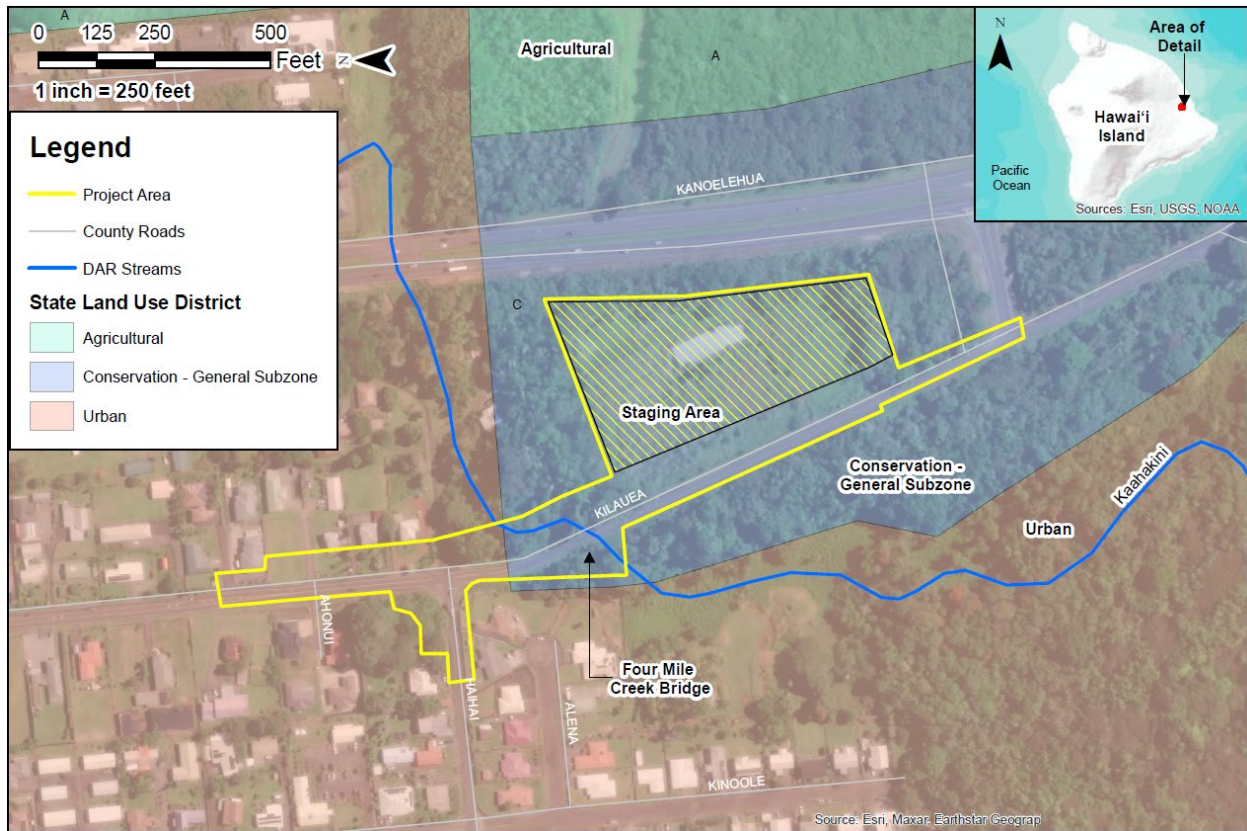 A
0 125 250 500
Feet
N
1 inch = 250 feet
Legend
Project Area
County Roads
DAR Streams
State Land Use District
Agricultural
Conservation - General Subzone
Urban
Agricultural
A
N
Area of
Detail
Hawaiʻi
Island
Pacific
Ocean
Sources: Esri, USGS, NOAA
KANOELEHUA
C
Staging Area
KILAUEA
Conservation -
General Subzone
Kaahakini
Urban
AHONUI
HAIHAI
ALENA
Four Mile
Creek Bridge
KINOOLE
Source: Esri, Maxar, Earthstar Geograp